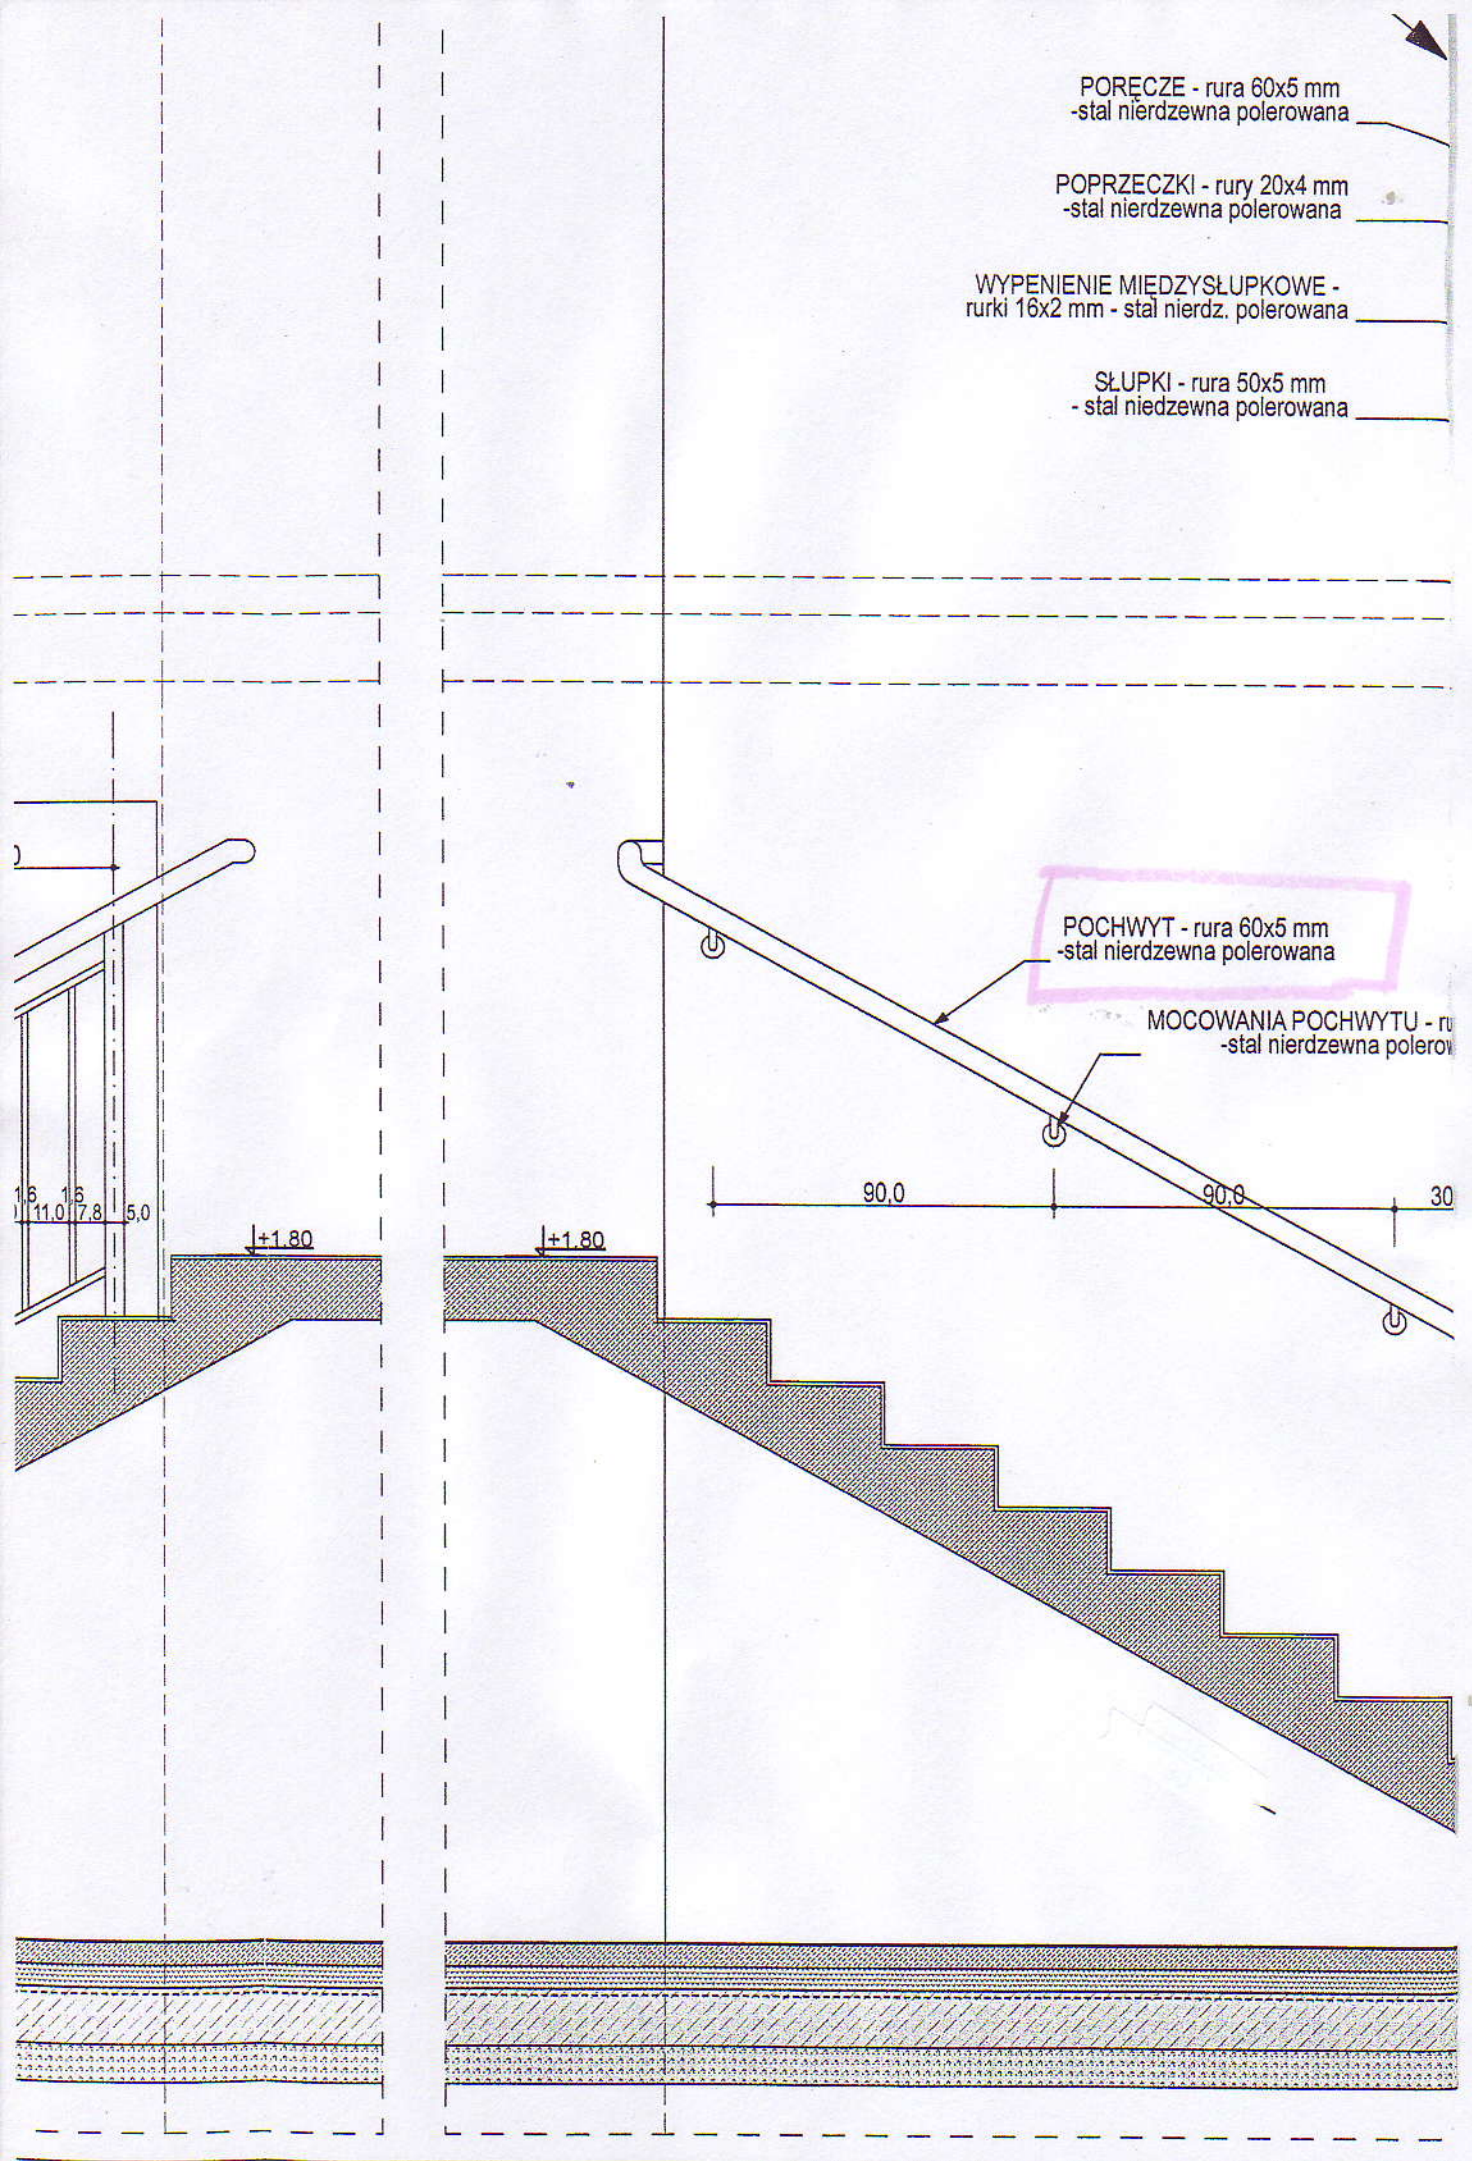 PORĘCZE - rura 60x5 mm
-stal nierdzewna polerowana
POPRZECZKI - rury 20x4 mm
-stal nierdzewna polerowana
WYPENIENIE MIĘDZYSŁUPKOWE -
rurki 16x2 mm - stal nierdz. polerowana
SŁUPKI - rura 50x5 mm
- stal niedzewna polerowana
POCHWYT - rura 60x5 mm
-stal nierdzewna polerowana
MOCOWANIA POCHWYTU -
-stal nierdzewna
90,0
90,0
30
1,6
1,6
11,0
7,8
5,0
+1.80
+1.80